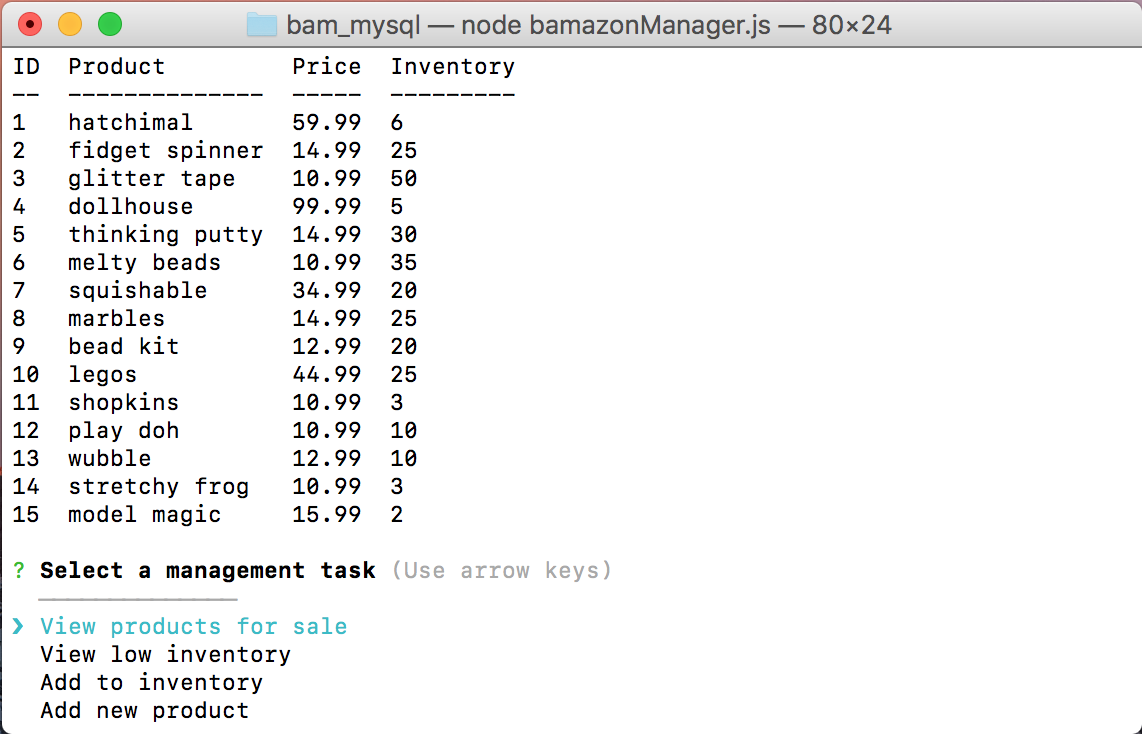 bam_mysql — node bamazonManager.js — 80×24
ID  Product         Price  Inventory
--  --------------  -----  ---------
1   hatchimal       59.99  6
2   fidget spinner  14.99  25
3   glitter tape    10.99  50
4   dollhouse       99.99  5
5   thinking putty  14.99  30
6   melty beads     10.99  35
7   squishable      34.99  20
8   marbles         14.99  25
9   bead kit        12.99  20
10  legos           44.99  25
11  shopkins        10.99  3
12  play doh        10.99  10
13  wubble          12.99  10
14  stretchy frog   10.99  3
15  model magic     15.99  2
? Select a management task (Use arrow keys)
──────────────
❯ View products for sale
View low inventory
Add to inventory
Add new product